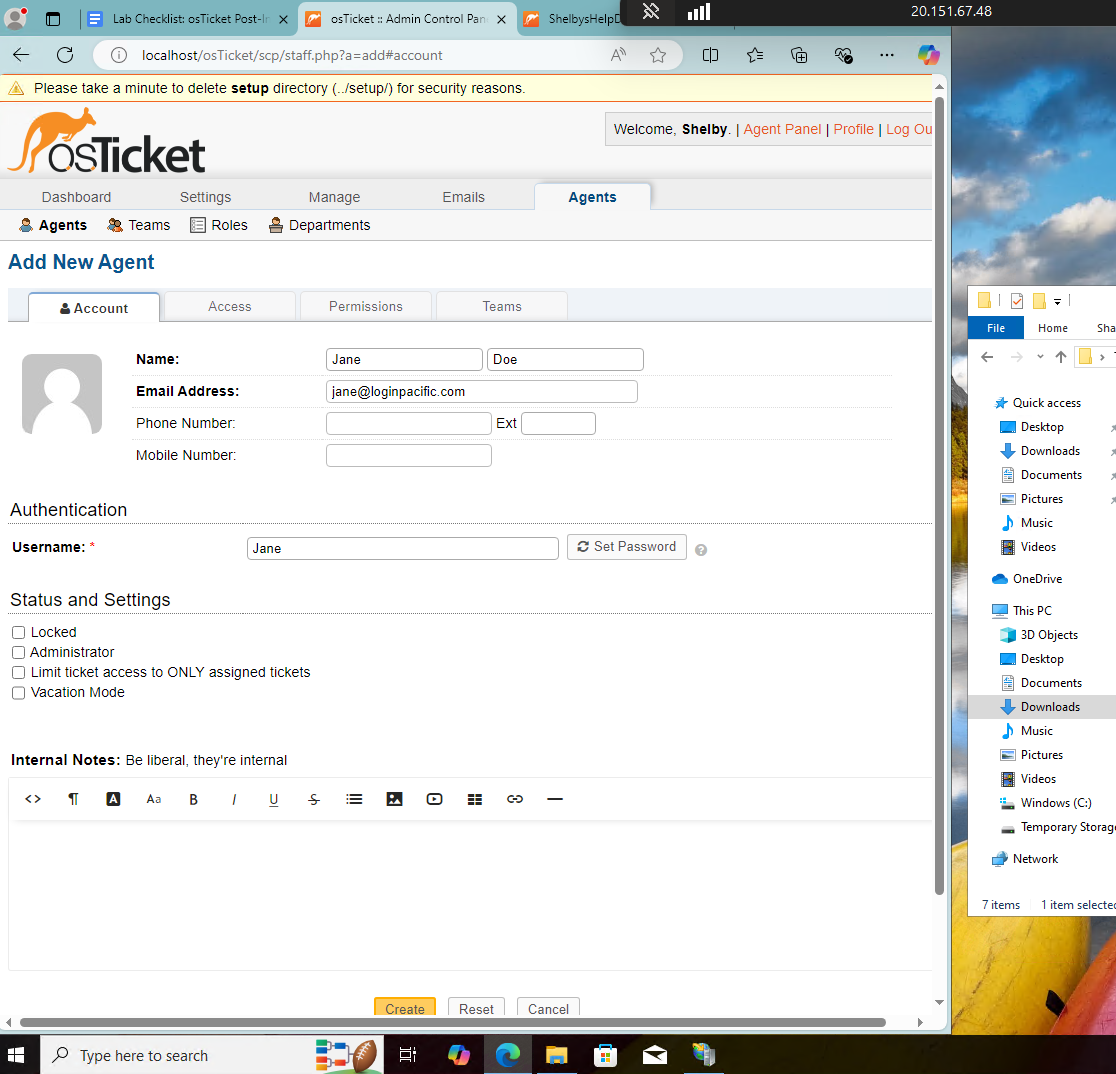 Lab Checklist: osTicket Post-In
osTicket :: Admin Control Pan
ShelbysHelpD
20.151.67.48
localhost/osTicket/scp/staff.php?a=add#account
Please take a minute to delete setup directory (../setup/) for security reasons.
osTicket
Welcome, Shelby. | Agent Panel | Profile | Log Ou
Dashboard Settings Manage Emails Agents
Agents Teams Roles Departments
Add New Agent
Account Access Permissions Teams
Name: Jane Doe
Email Address: jane@loginpacific.com
Phone Number: Ext
Mobile Number:
Authentication
Username: * Jane Set Password ?
Status and Settings
Locked
Administrator
Limit ticket access to ONLY assigned tickets
Vacation Mode
Internal Notes: Be liberal, they're internal
<> ¶ A Aa B I U S
Create Reset Cancel
File Home Sha
Quick access
Desktop
Downloads
Documents
Pictures
Music
Videos
OneDrive
This PC
3D Objects
Desktop
Documents
Downloads
Music
Pictures
Videos
Windows (C:)
Temporary Storage
Network
7 items 1 item selected
Type here to search